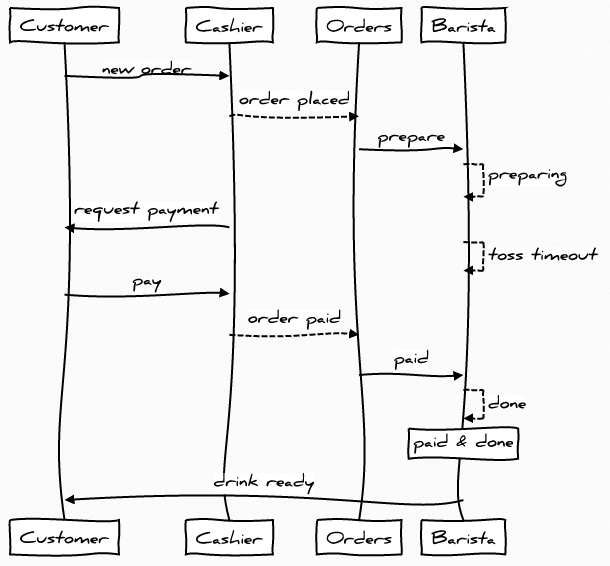 Customer
Cashier
Orders
Barista
new order
order placed
prepare
preparing
request payment
toss timeout
pay
order paid
paid
done
paid & done
drink ready
Customer
Cashier
Orders
Barista